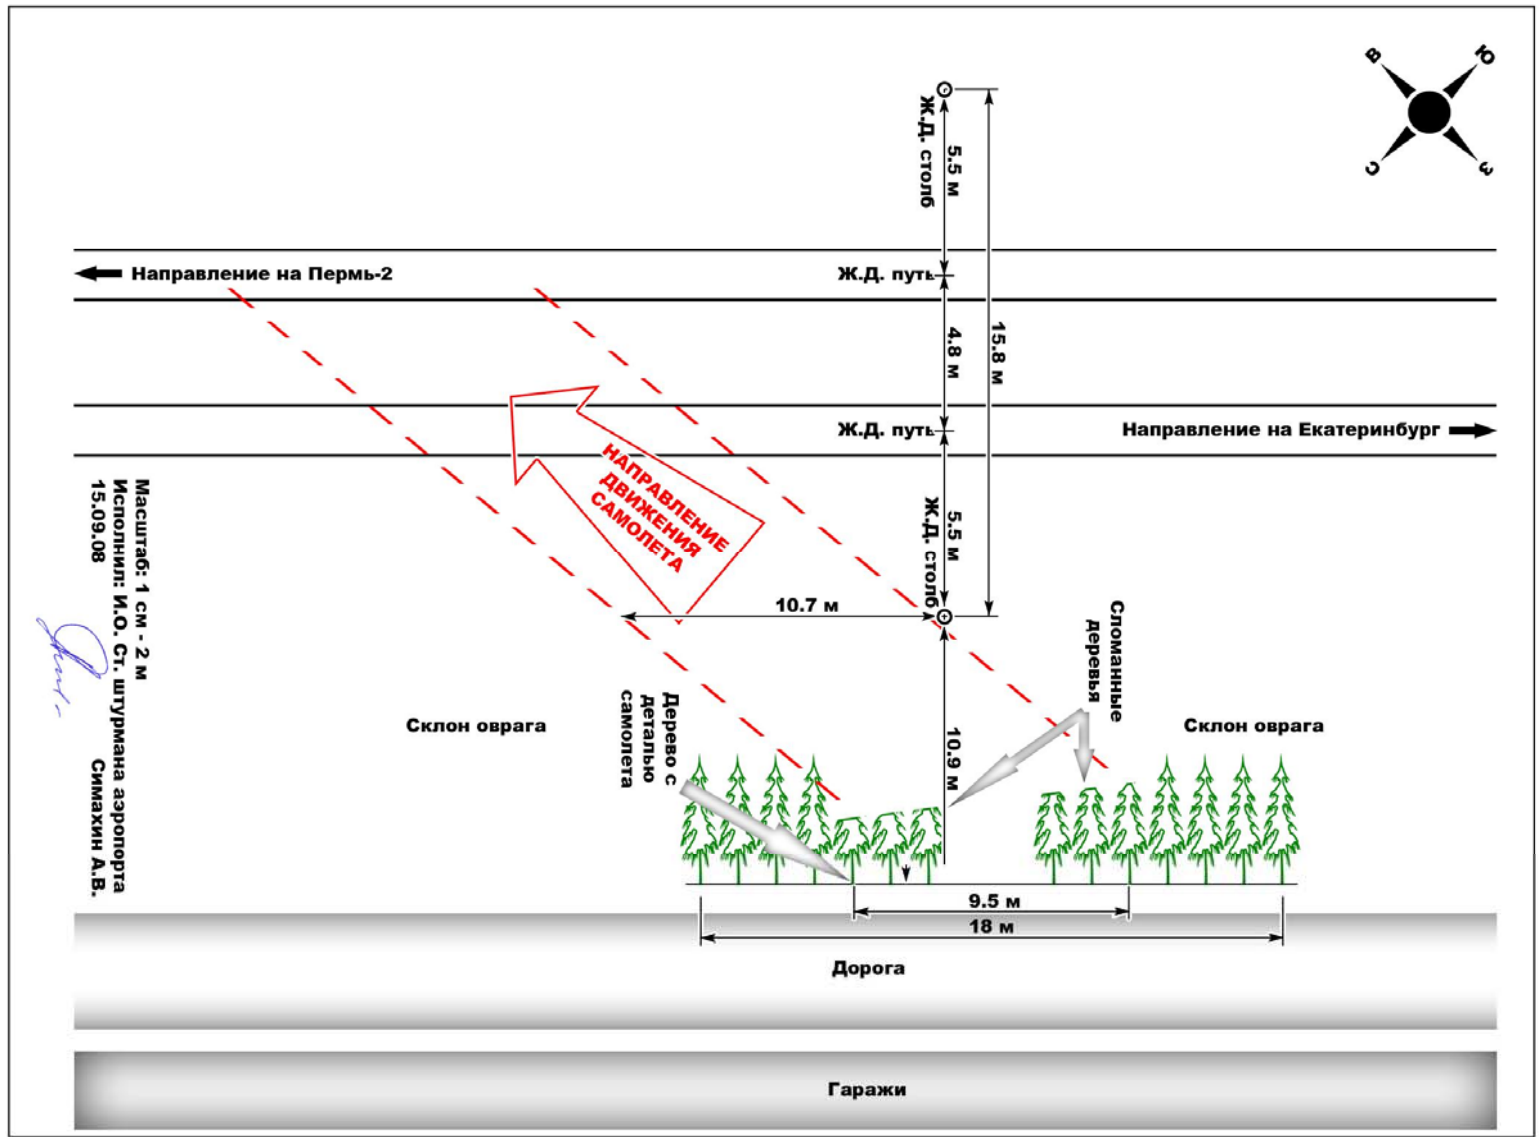 В
Ю
С
З
Ж.Д. столб
5.5 м
Направление на Пермь-2
Ж.Д. путь
4.8 м
15.8 м
Ж.Д. путь
Направление на Екатеринбург
НАПРАВЛЕНИЕ
ДВИЖЕНИЯ
САМОЛЕТА
Ж.Д. столб
5.5 м
10.7 м
Масштаб: 1 см - 2 м
Исполнил: И.О. Ст. штурмана аэропорта
15.09.08 Симахин А.В.
Сломанные
деревья
Дерево с
деталью
самолета
Склон оврага
10.9 м
Склон оврага
9.5 м
18 м
Дорога
Гаражи